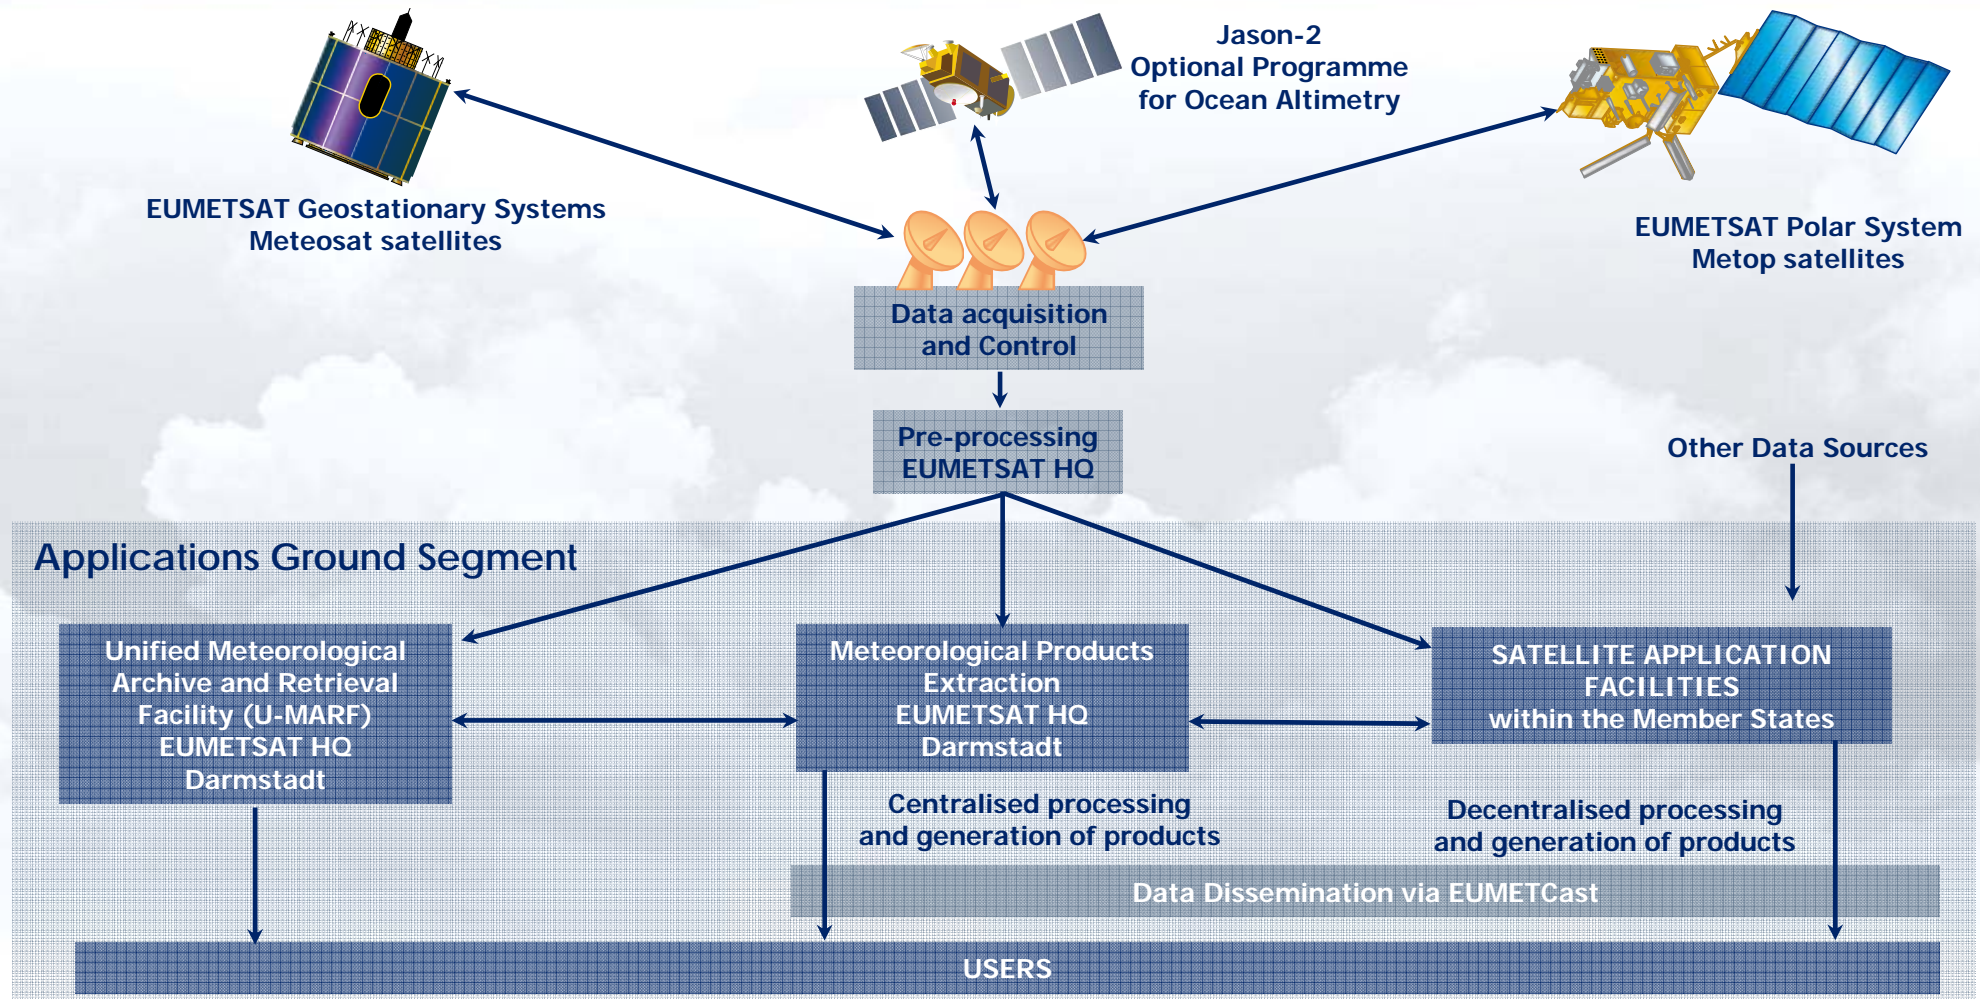 Jason-2
Optional Programme
for Ocean Altimetry
EUMETSAT Geostationary Systems
Meteosat satellites
EUMETSAT Polar System
Metop satellites
Data acquisition
and Control
Pre-processing
EUMETSAT HQ
Other Data Sources
Applications Ground Segment
Unified Meteorological
Archive and Retrieval
Facility (U-MARF)
EUMETSAT HQ
Darmstadt
Meteorological Products
Extraction
EUMETSAT HQ
Darmstadt
SATELLITE APPLICATION
FACILITIES
within the Member States
Centralised processing
and generation of products
Decentralised processing
and generation of products
Data Dissemination via EUMETCast
USERS